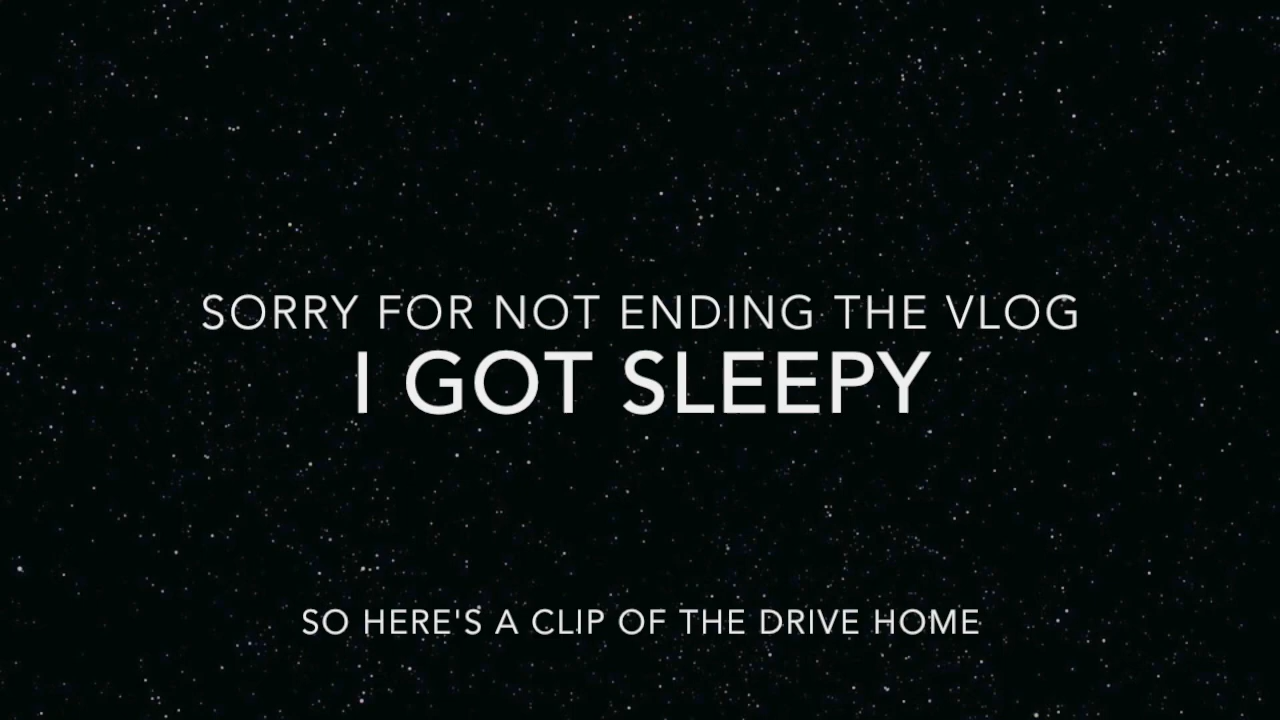 SORRY FOR NOT ENDING THE VLOG
I GOT SLEEPY
SO HERE'S A CLIP OF THE DRIVE HOME